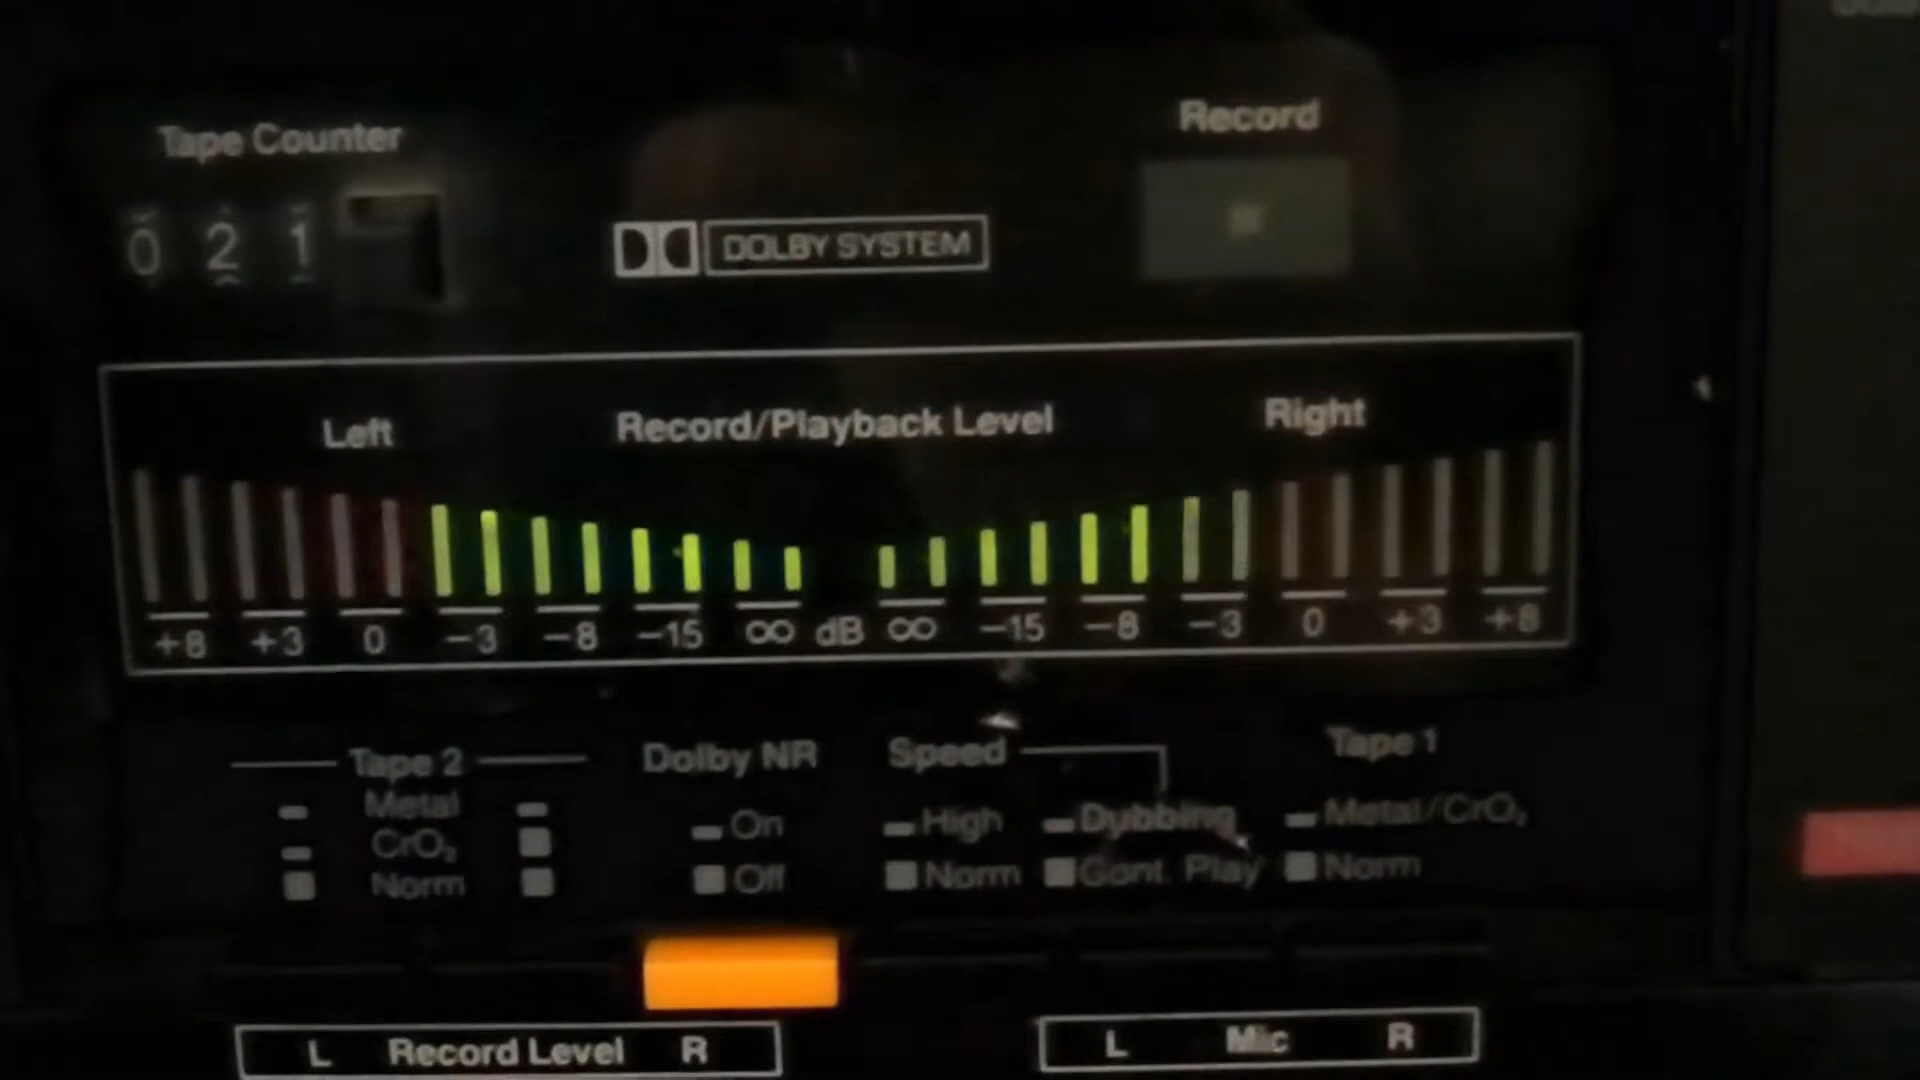 Tape Counter
Record
0 2 1
DOLBY SYSTEM
Left Record/Playback Level Right
+8 +3 0 −3 −8 −15 ∞ dB ∞ −15 −8 −3 0 +3 +8
Tape 2 Dolby NR Speed Tape 1
Metal On High Dubbing Metal/CrO₂
CrO₂
Norm Off Norm Cont. Play Norm
L Record Level R L Mic R